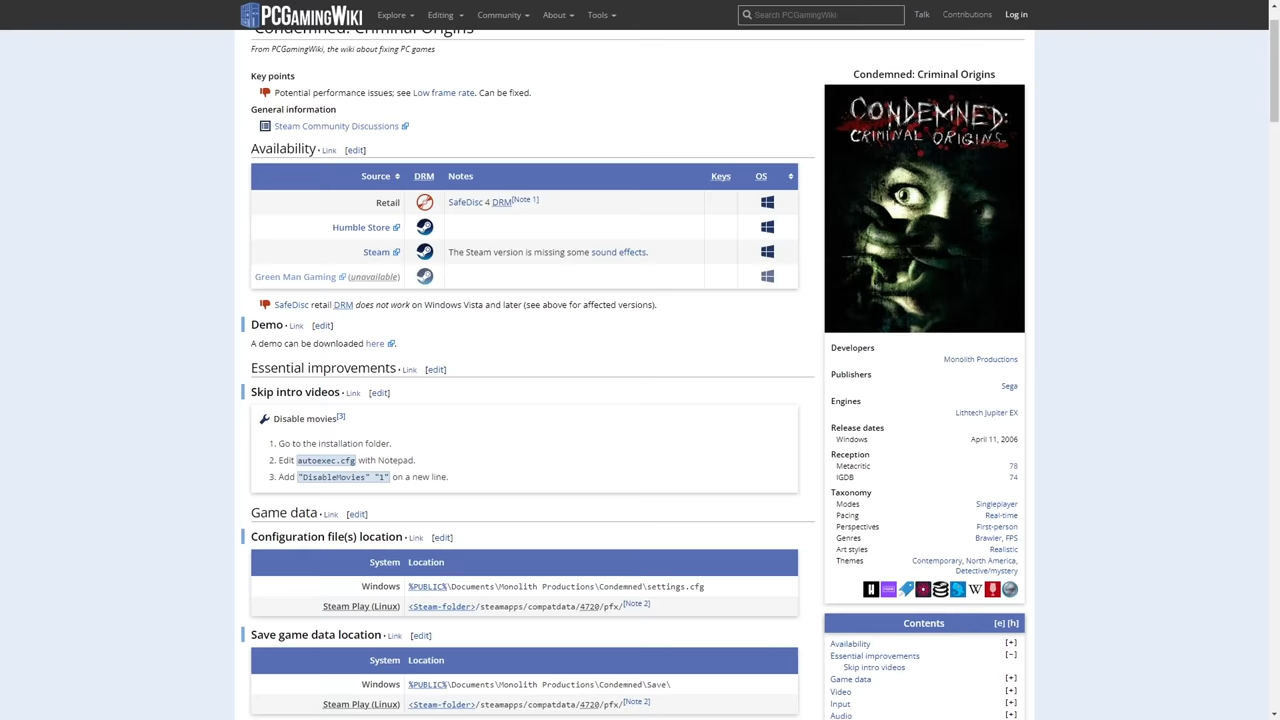 PCGAMINGWIKI
Explore Editing Community About Tools
Search PCGamingWiki
Talk Contributions Log in
Condemned: Criminal Origins
From PCGamingWiki, the wiki about fixing PC games
Key points
Potential performance issues; see Low frame rate. Can be fixed.
General information
Steam Community Discussions
Availability · Link [edit]
Source DRM Notes Keys OS
Retail SafeDisc 4 DRM[Note 1]
Humble Store
Steam The Steam version is missing some sound effects.
Green Man Gaming (unavailable)
SafeDisc retail DRM does not work on Windows Vista and later (see above for affected versions).
Demo · Link [edit]
A demo can be downloaded here.
Essential improvements · Link [edit]
Skip intro videos · Link [edit]
Disable movies[3]
1. Go to the installation folder.
2. Edit autoexec.cfg with Notepad.
3. Add "DisableMovies" "1" on a new line.
Game data · Link [edit]
Configuration file(s) location · Link [edit]
System Location
Windows %PUBLIC%\Documents\Monolith Productions\Condemned\settings.cfg
Steam Play (Linux) <Steam-folder>/steamapps/compatdata/4720/pfx/[Note 2]
Save game data location · Link [edit]
System Location
Windows %PUBLIC%\Documents\Monolith Productions\Condemned\Save\
Steam Play (Linux) <Steam-folder>/steamapps/compatdata/4720/pfx/[Note 2]
Condemned: Criminal Origins
CONDEMNED:
CRIMINAL ORIGINS
Developers
Monolith Productions
Publishers
Sega
Engines
Lithtech Jupiter EX
Release dates
Windows April 11, 2006
Reception
Metacritic 78
IGDB 74
Taxonomy
Modes Singleplayer
Pacing Real-time
Perspectives First-person
Genres Brawler, FPS
Art styles Realistic
Themes Contemporary, North America,
Detective/mystery
W
Contents [e] [h]
Availability [+]
Essential improvements [−]
Skip intro videos
Game data [+]
Video [+]
Input [+]
Audio [+]